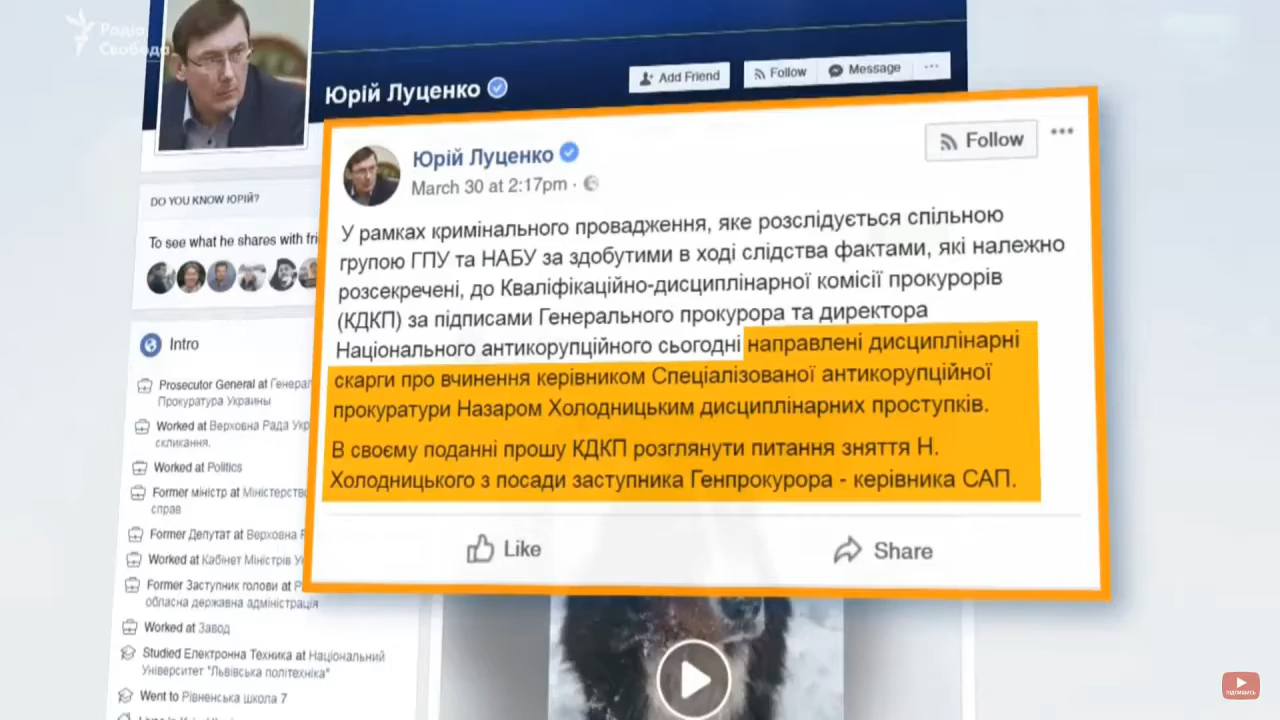 Радіо
Свобода
Юрій Луценко
Add Friend
Follow
Message
DO YOU KNOW ЮРІЙ?
To see what he shares with
Intro
Prosecutor General at
Прокуратура Украины
Worked at Верховна Рада
скликання.
Worked at Politics
Former міністр at
справ
Former Депутат at Верховна
Worked at Кабінет Міністрів
Former Заступник голови at
обласна державна адміністрація
Worked at Завод
Studied Електронна Техника at Національний
Університет "Львівська політехніка"
Went to Рівненська школа 7
Юрій Луценко
March 30 at 2:17pm ·
Follow
У рамках кримінального провадження, яке розслідується спільною
групою ГПУ та НАБУ за здобутими в ході слідства фактами, які належно
розсекречені, до Кваліфікаційно-дисциплінарної комісії прокурорів
(КДКП) за підписами Генерального прокурора та директора
Національного антикорупційного сьогодні направлені дисциплінарні
скарги про вчинення керівником Спеціалізованої антикорупційної
прокуратури Назаром Холодницьким дисциплінарних проступків.
В своєму поданні прошу КДКП розглянути питання зняття Н.
Холодницького з посади заступника Генпрокурора - керівника САП.
Like
Share
підпишись